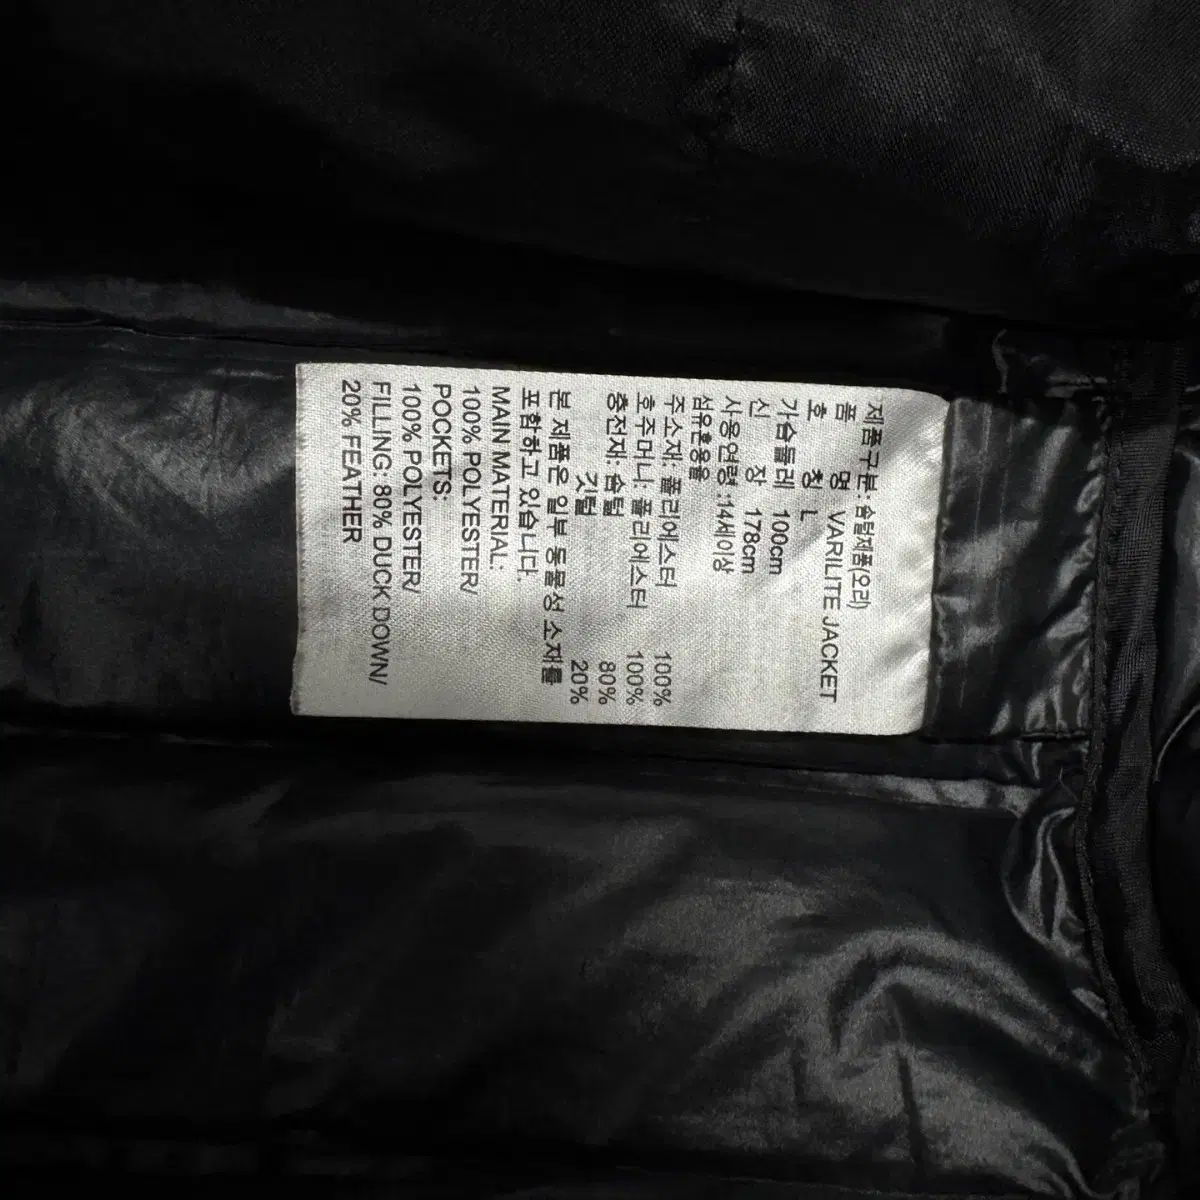 제품구분: 솜털제품(오리)
품 명 VARILITE JACKET
호 칭 L
가슴둘레 100cm
신 장 178cm
사용연령 :14세이상
섬유혼용율
주소재: 폴리에스터 100%
호주머니: 폴리에스터 100%
충전재: 솜털 80%
깃털 20%
본 제품은 일부 동물성 소재를
포함하고 있습니다.
MAIN MATERIAL:
100% POLYESTER/
POCKETS:
100% POLYESTER/
FILLING: 80% DUCK DOWN/
20% FEATHER